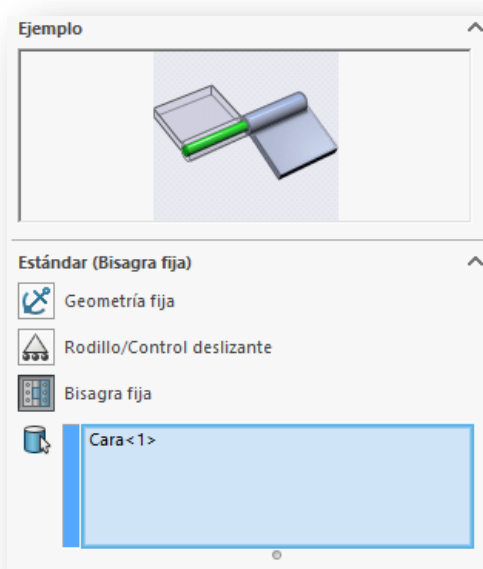 Ejemplo
Estándar (Bisagra fija)
Geometría fija
Rodillo/Control deslizante
Bisagra fija
Cara<1>